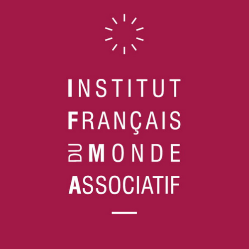 INSTITUT
FRANÇAIS
DU MONDE
ASSOCIATIF